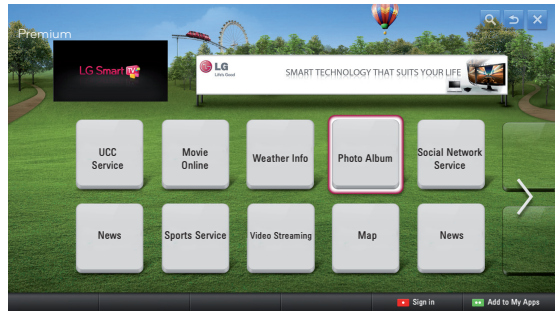 Premium
LG Smart TV
LG
Life's Good
SMART TECHNOLOGY THAT SUITS YOUR LIFE
UCC
Service
Movie
Online
Weather Info
Photo Album
Social Network
Service
News
Sports Service
Video Streaming
Map
News
Sign in
Add to My Apps